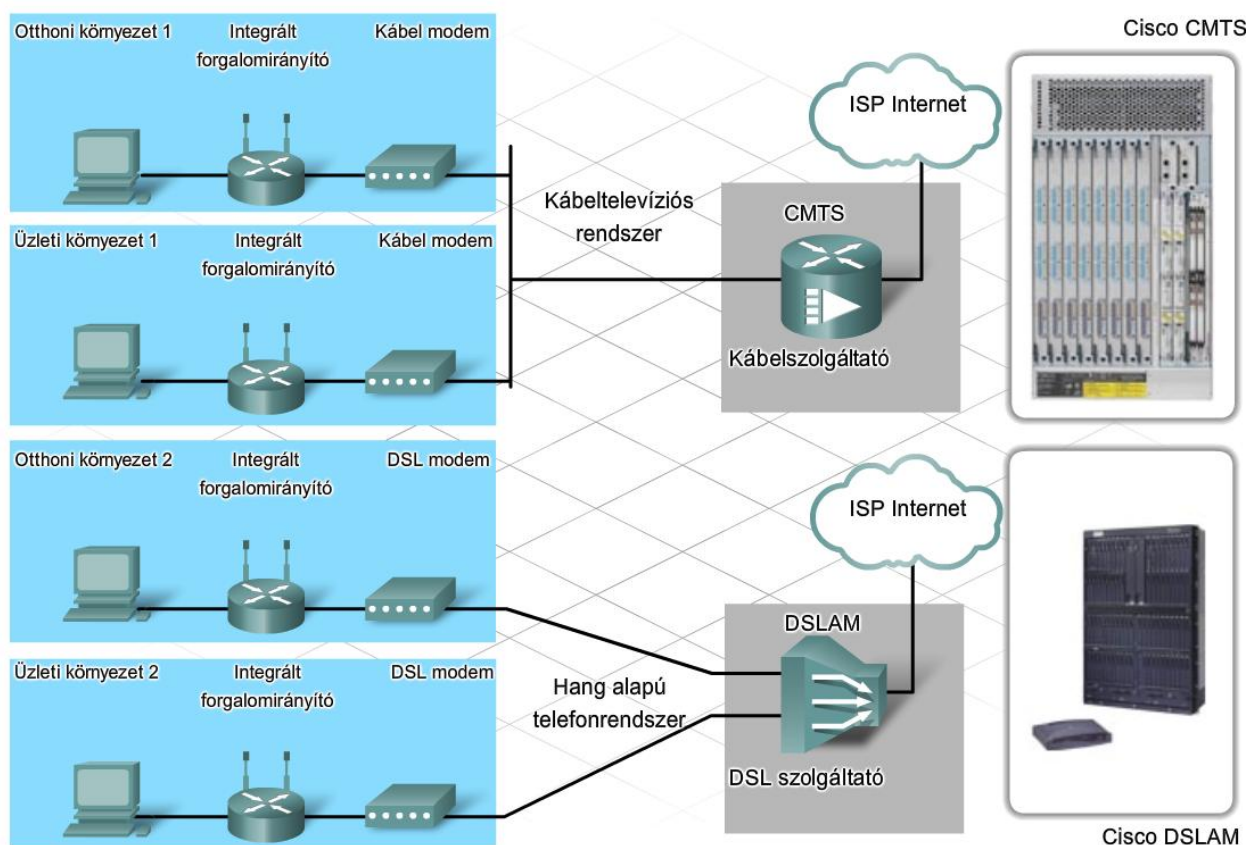 Otthoni környezet 1
Integrált
forgalomirányító
Kábel modem
Üzleti környezet 1
Integrált
forgalomirányító
Kábel modem
Kábeltelevíziós
rendszer
ISP Internet
CMTS
Kábelszolgáltató
Cisco CMTS
Otthoni környezet 2
Integrált
forgalomirányító
DSL modem
Üzleti környezet 2
Integrált
forgalomirányító
DSL modem
Hang alapú
telefonrendszer
ISP Internet
DSLAM
DSL szolgáltató
Cisco DSLAM